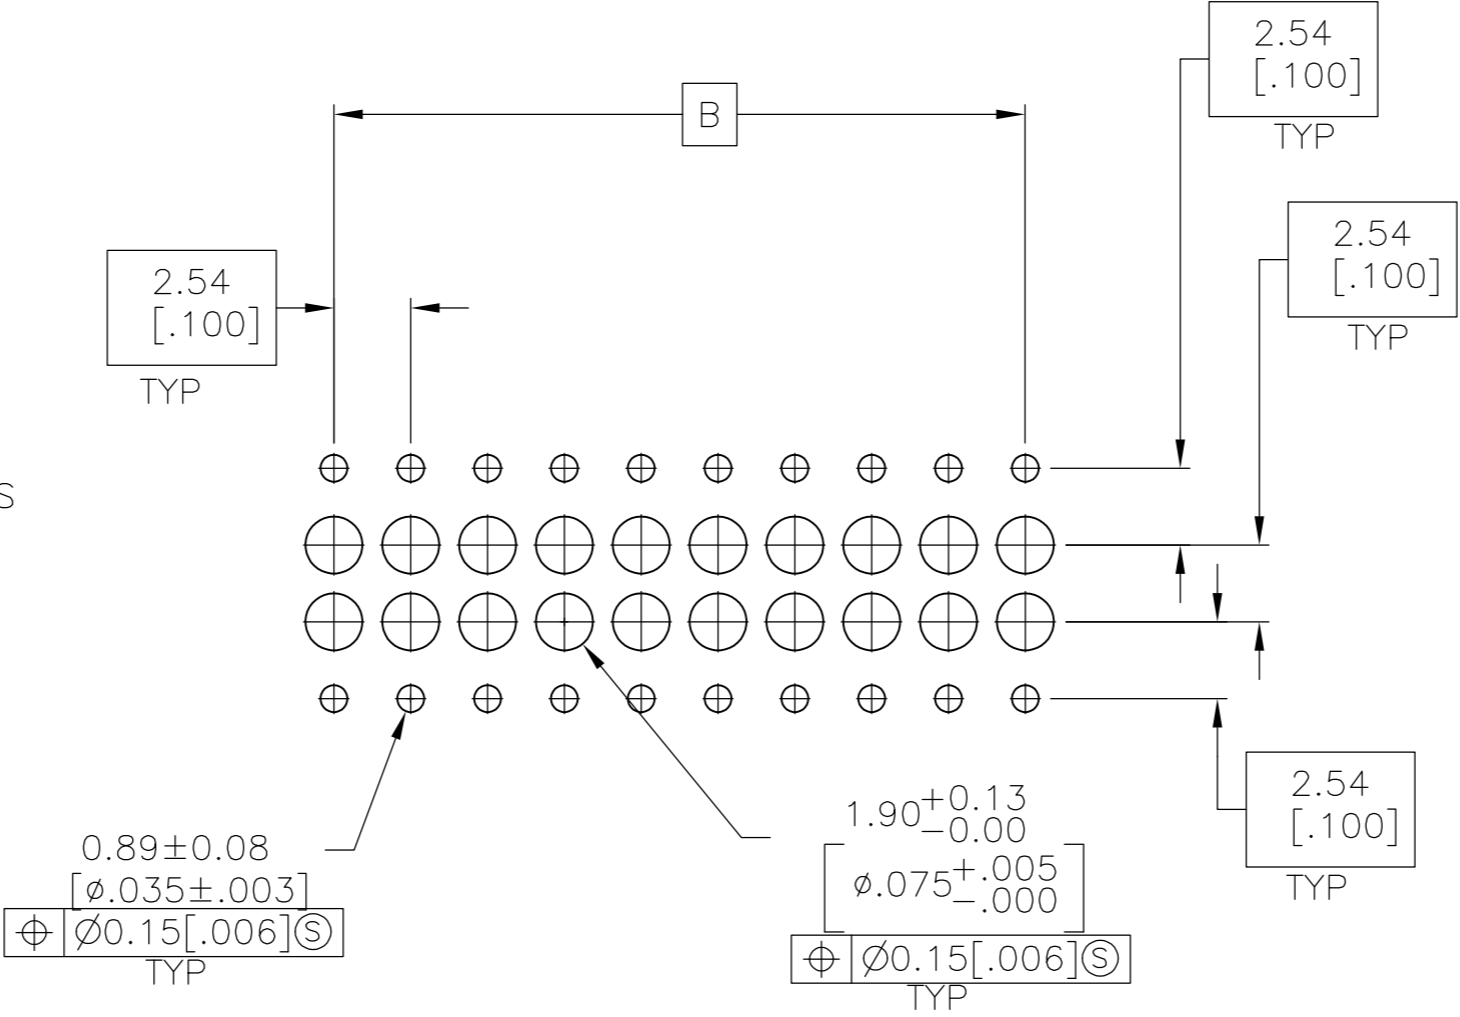 2.54
[.100]
TYP
B
2.54
[.100]
TYP
2.54
[.100]
TYP
S
0.89±0.08
[ø.035±.003]
⌖ Ø0.15[.006]Ⓢ
TYP
1.90+0.13
-0.00
[ø.075+.005
-.000]
⌖ Ø0.15[.006]Ⓢ
TYP
2.54
[.100]
TYP